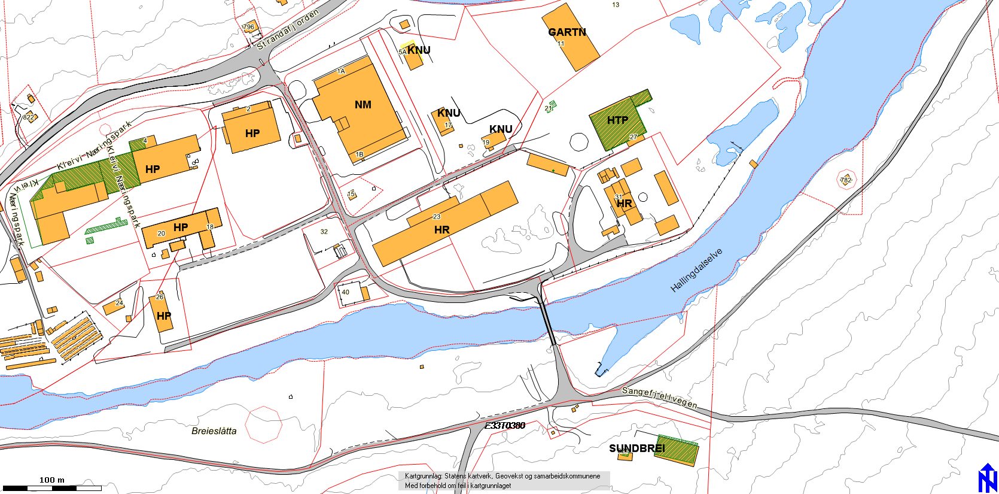 13
796
Strandafjorden
GARTN
11
5A
KNU
1A
NM
822
2
HP
KNU
17
21
HTP
27
KNU
19
4
Kleivi Næringspark
Kleivi Næringspark
HP
1B
Kleivi
Næringspark
782
15
31
HR
23
HR
HP
20
18
32
Hallingdalselve
40
24
26
HP
Sangefjellvegen
Breieslåtta
E3370380
SUNDBREI
100 m
Kartgrunnlag: Statens kartverk, Geovekst og samarbeidskommunene
Med forbehold om feil i kartgrunnlaget
N